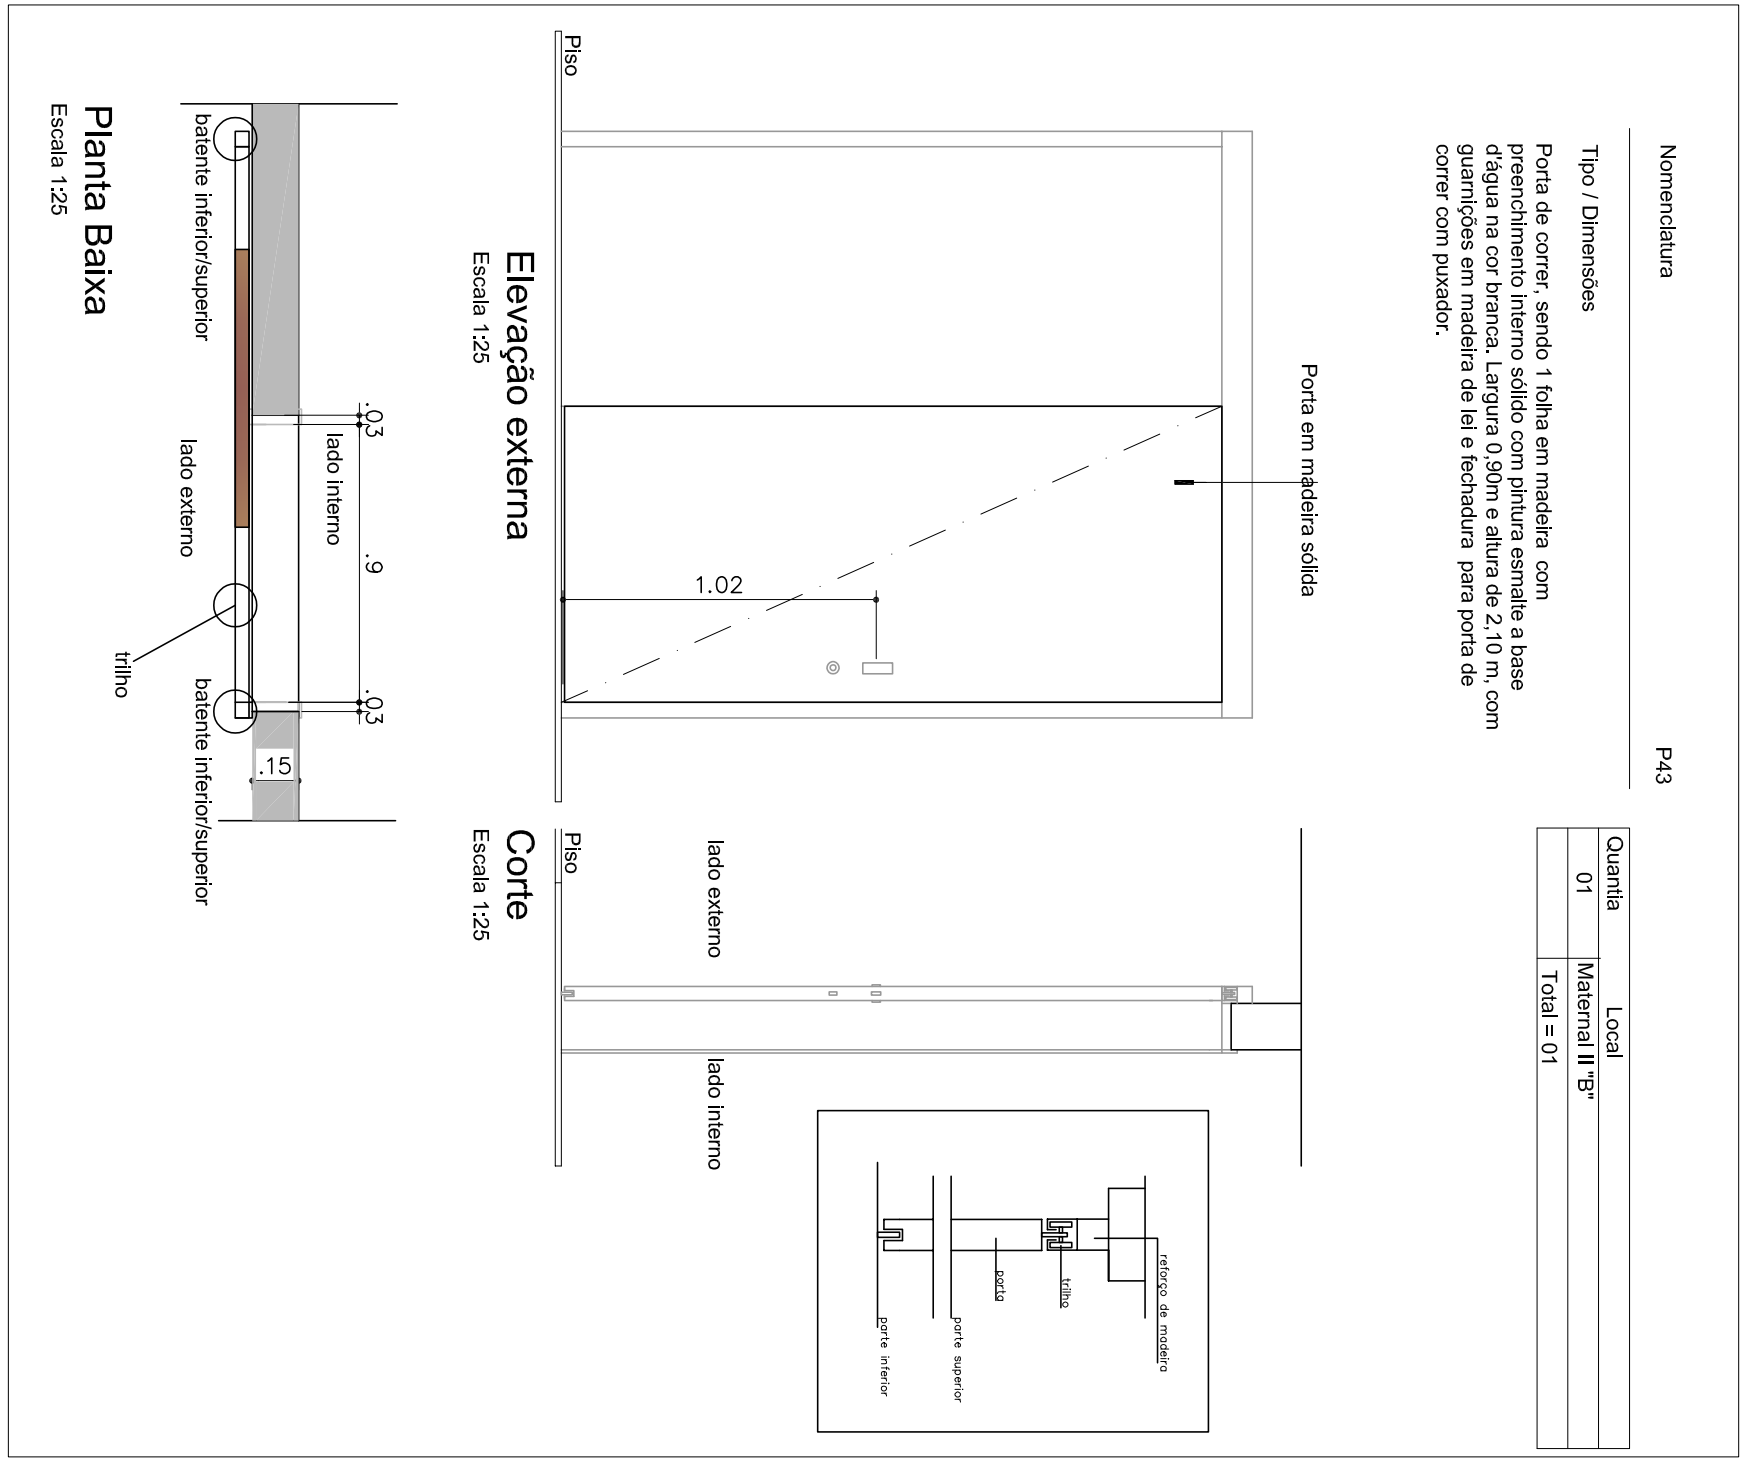 Nomenclatura P43
Tipo / Dimensões
Porta de correr, sendo 1 folha em madeira com
preenchimento interno sólido com pintura esmalte a base
d'água na cor branca. Largura 0,90m e altura de 2,10 m, com
guarnições em madeira de lei e fechadura para porta de
correr com puxador.
Quantia Local
01 Maternal II "B"
Total = 01
Porta em madeira sólida
1.02
Piso
Elevação externa
Escala 1:25
lado externo
lado interno
Piso
Corte
Escala 1:25
reforço de madeira
trilho
porta
parte superior
parte inferior
.03
.9
.03
lado interno
.15
lado externo
batente inferior/superior
batente inferior/superior
trilho
Planta Baixa
Escala 1:25